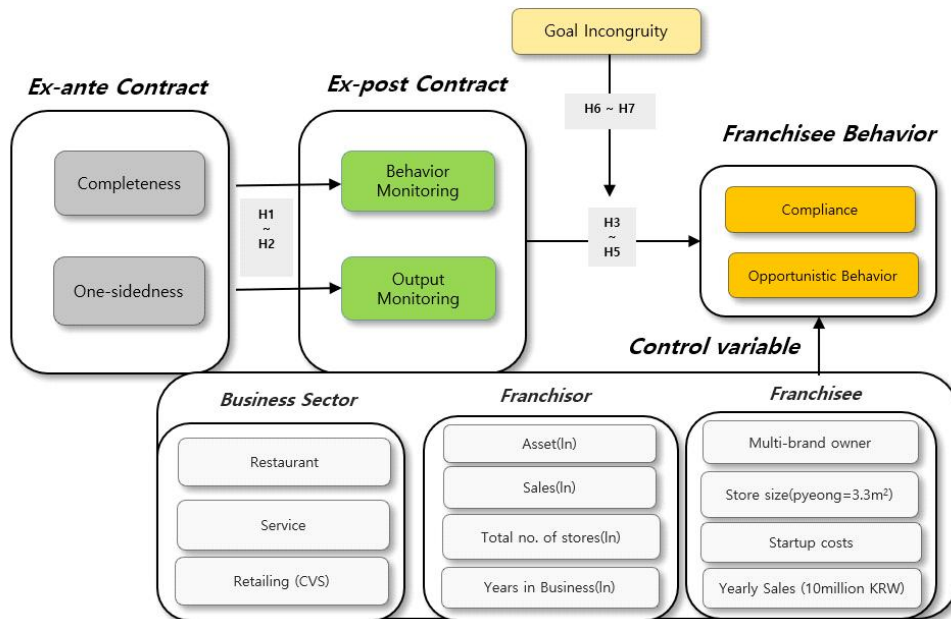 Goal Incongruity
Ex-ante Contract
Ex-post Contract
H6 ~ H7
Franchisee Behavior
Completeness
Behavior
Monitoring
H1
~
H2
H3
~
H5
Compliance
One-sidedness
Output
Monitoring
Opportunistic Behavior
Control variable
Business Sector
Franchisor
Franchisee
Restaurant
Service
Retailing (CVS)
Asset(ln)
Sales(ln)
Total no. of stores(ln)
Years in Business(ln)
Multi-brand owner
Store size(pyeong=3.3m²)
Startup costs
Yearly Sales (10million KRW)